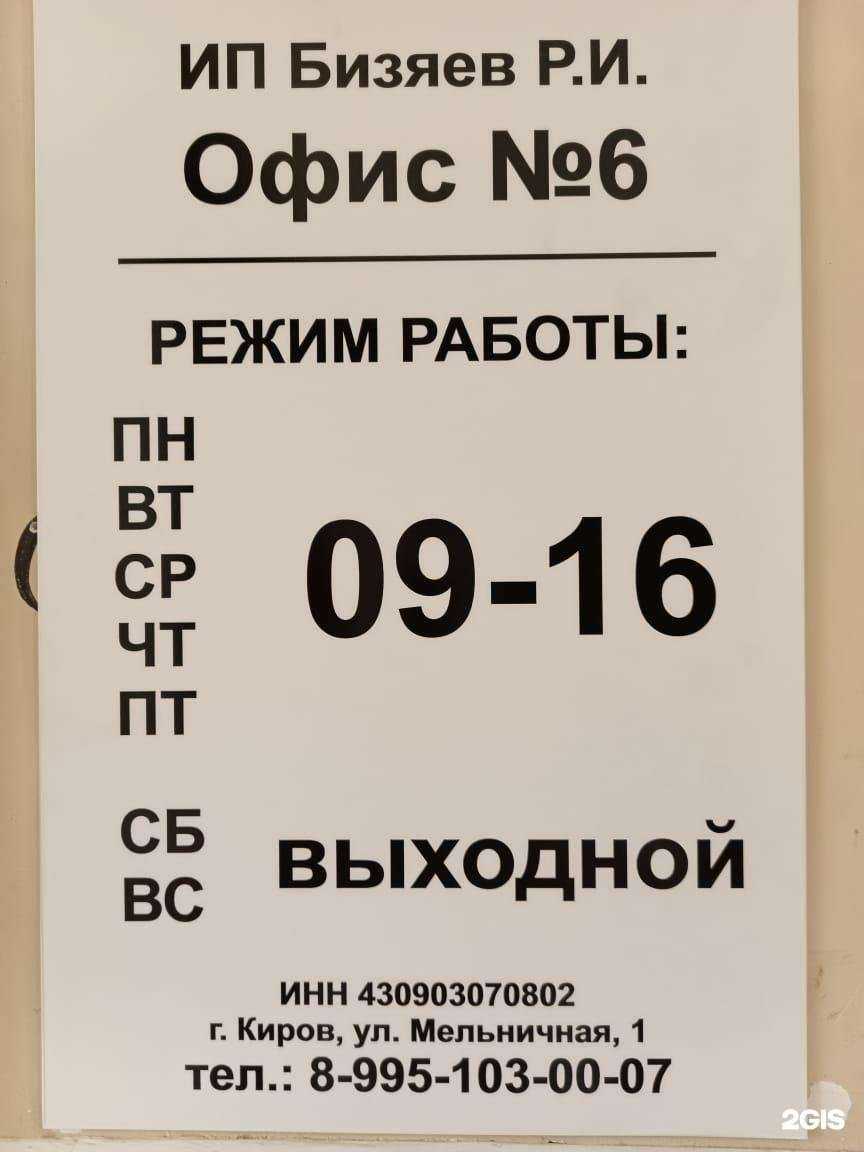 ИП Бизяев Р.И.
Офис №6
РЕЖИМ РАБОТЫ:
ПН
ВТ
СР
ЧТ
ПТ
09-16
СБ
ВС
ВЫХОДНОЙ
ИНН 430903070802
г. Киров, ул. Мельничная, 1
тел.: 8-995-103-00-07
2GIS